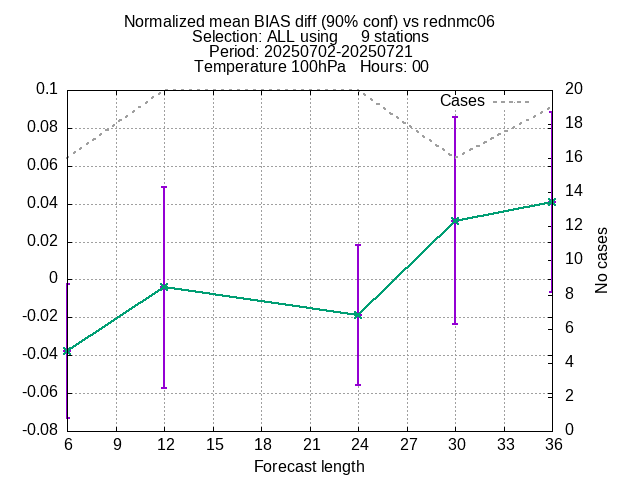 Normalized mean BIAS diff (90% conf) vs rednmc06
Selection: ALL using     9 stations
Period: 20250702-20250721
Temperature 100hPa   Hours: 00
Cases
0.1
0.08
0.06
0.04
0.02
0
-0.02
-0.04
-0.06
-0.08
20
18
16
14
12
10
8
6
4
2
0
No cases
6 9 12 15 18 21 24 27 30 33 36
Forecast length